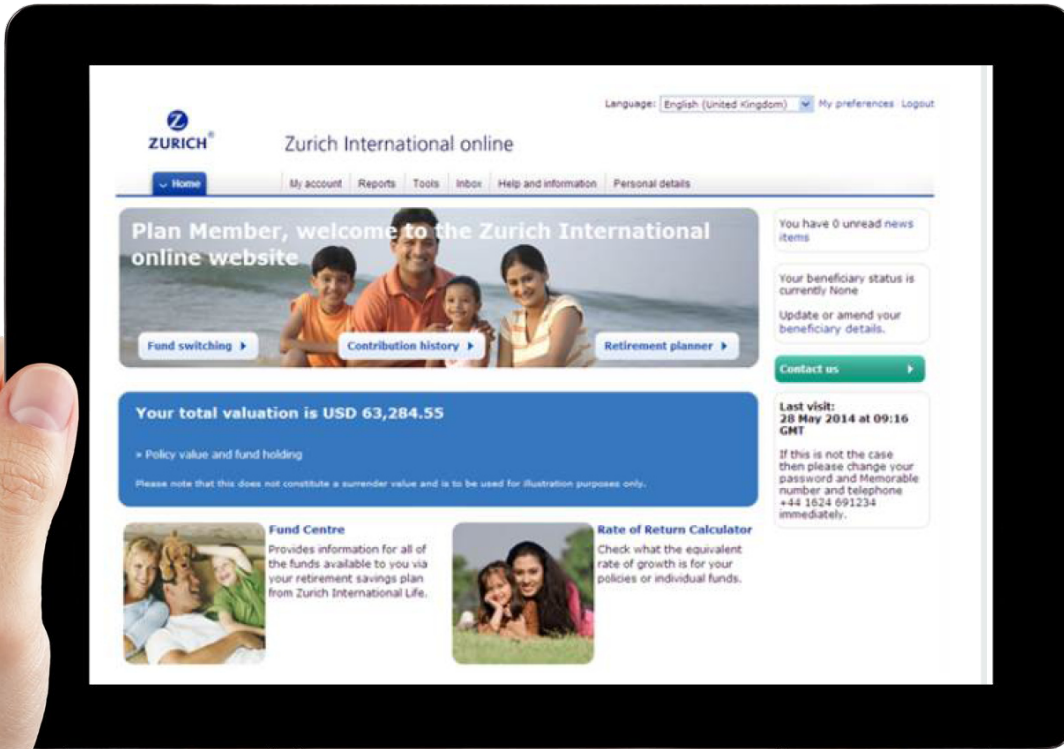 Language: English (United Kingdom) My preferences Logout
ZURICH®
Zurich International online
Home My account Reports Tools Inbox Help and information Personal details
Plan Member, welcome to the Zurich International
online website
Fund switching
Contribution history
Retirement planner
You have 0 unread news
items
Your beneficiary status is
currently None
Update or amend your
beneficiary details.
Contact us
Your total valuation is USD 63,284.55
» Policy value and fund holding
Please note that this does not constitute a surrender value and is to be used for illustration purposes only.
Last visit:
28 May 2014 at 09:16
GMT
If this is not the case
then please change your
password and Memorable
number and telephone
+44 1624 691234
immediately.
Fund Centre
Provides information for all of
the funds available to you via
your retirement savings plan
from Zurich International Life.
Rate of Return Calculator
Check what the equivalent
rate of growth is for your
policies or individual funds.